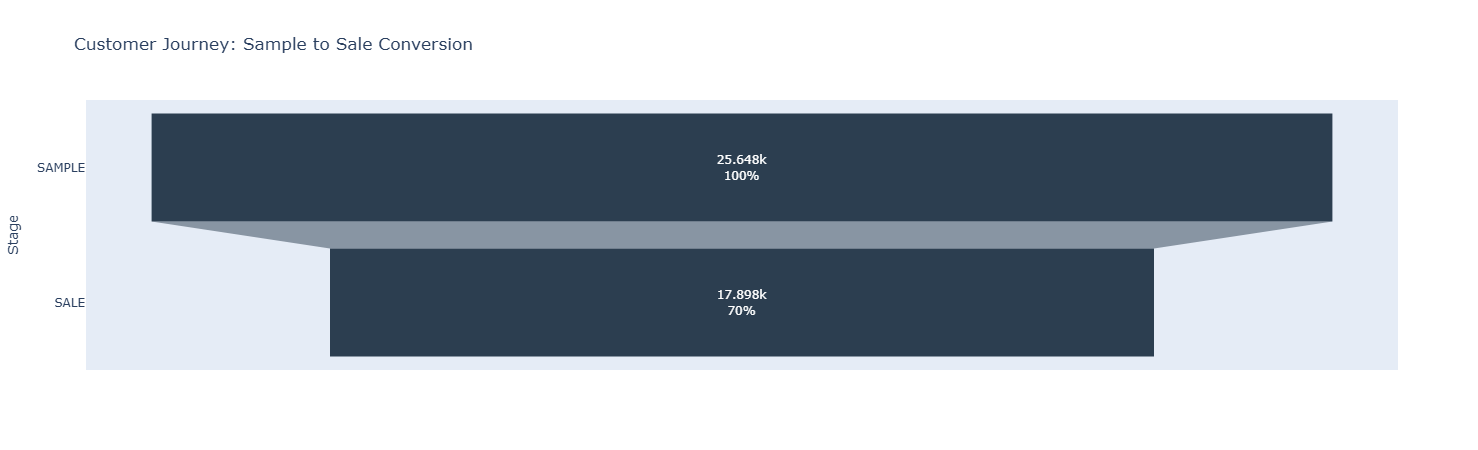 Customer Journey: Sample to Sale Conversion
SAMPLE
25.648k
100%
Stage
SALE
17.898k
70%